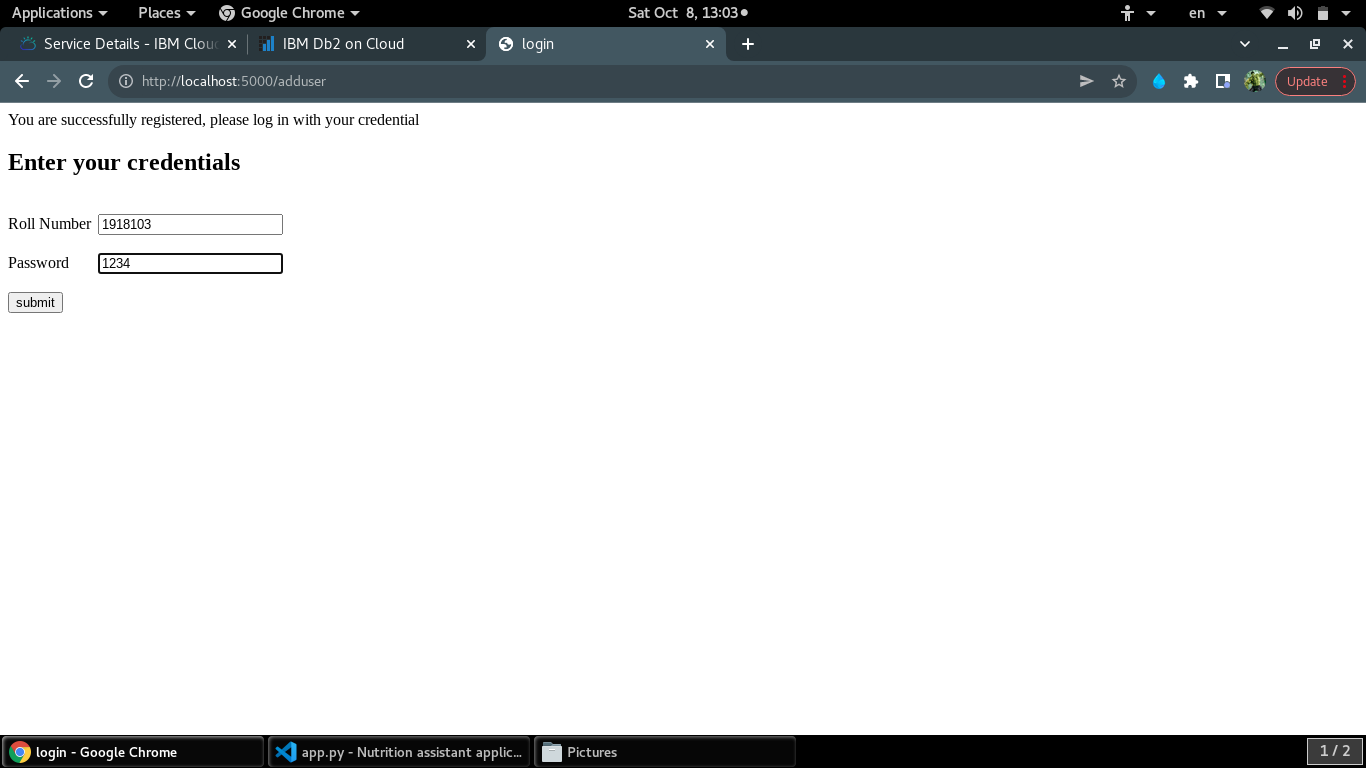 Applications Places Google Chrome Sat Oct 8, 13:03 en
Service Details - IBM Clou IBM Db2 on Cloud login
http://localhost:5000/adduser Update
You are successfully registered, please log in with your credential
Enter your credentials
Roll Number 1918103
Password 1234
submit
login - Google Chrome app.py - Nutrition assistant applic... Pictures 1 / 2